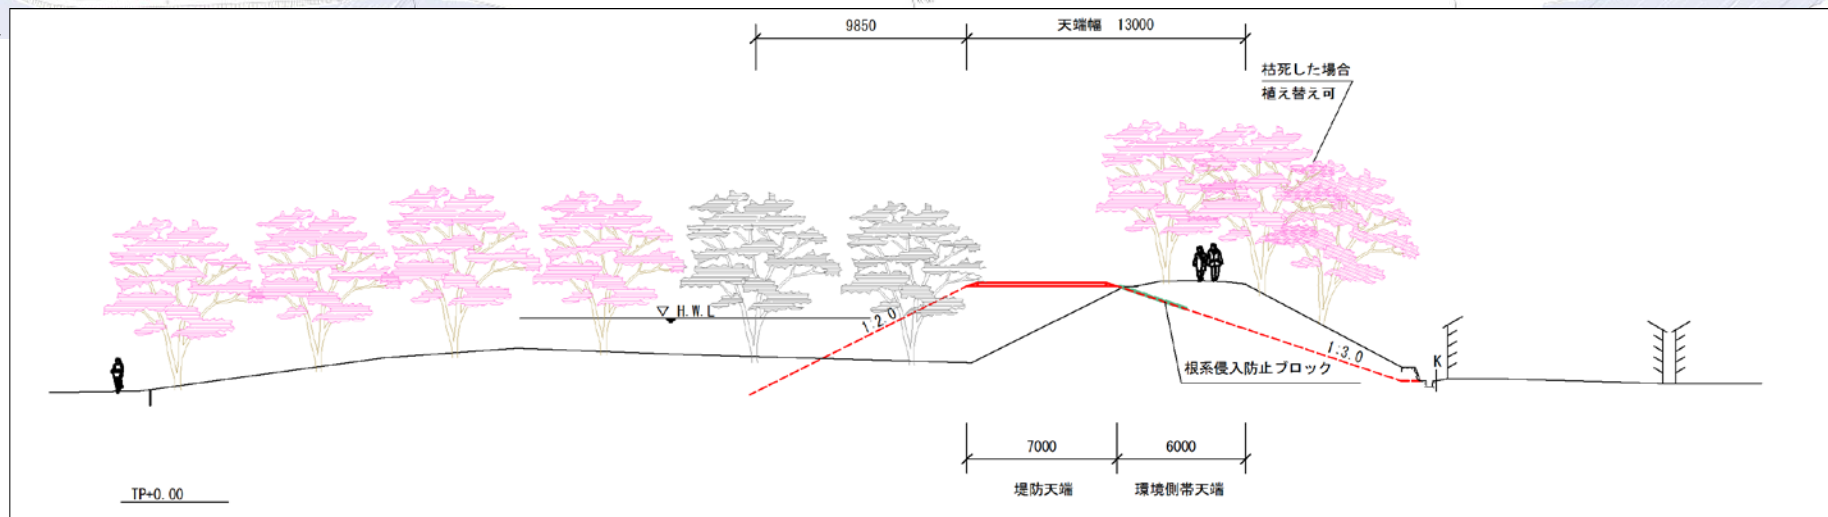 9850
天端幅 13000
枯死した場合
植え替え可
▽ H.W.L
1:2.0
1:3.0
K
根系侵入防止ブロック
7000
6000
堤防天端
環境側帯天端
TP+0.00